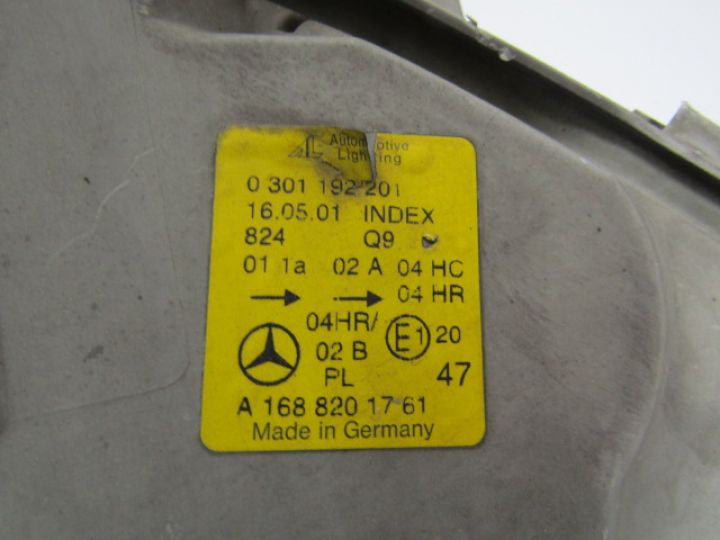 Automotive
Lighting
0 301 192 201
16.05.01 INDEX
824 Q9
01 1a 02 A 04 HC
04 HR
04HR/ E1 20
02 B
PL 47
A 168 820 17 61
Made in Germany